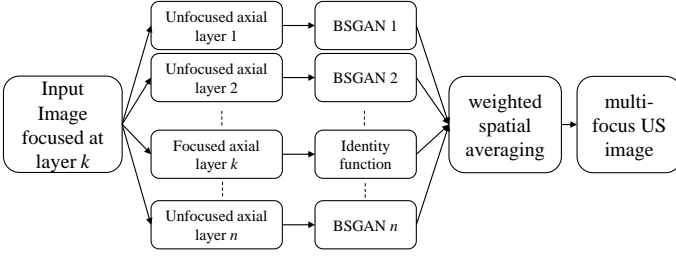 Input
Image
focused at
layer k
Unfocused axial
layer 1
BSGAN 1
Unfocused axial
layer 2
BSGAN 2
Focused axial
layer k
Identity
function
Unfocused axial
layer n
BSGAN n
weighted
spatial
averaging
multi-
focus US
image